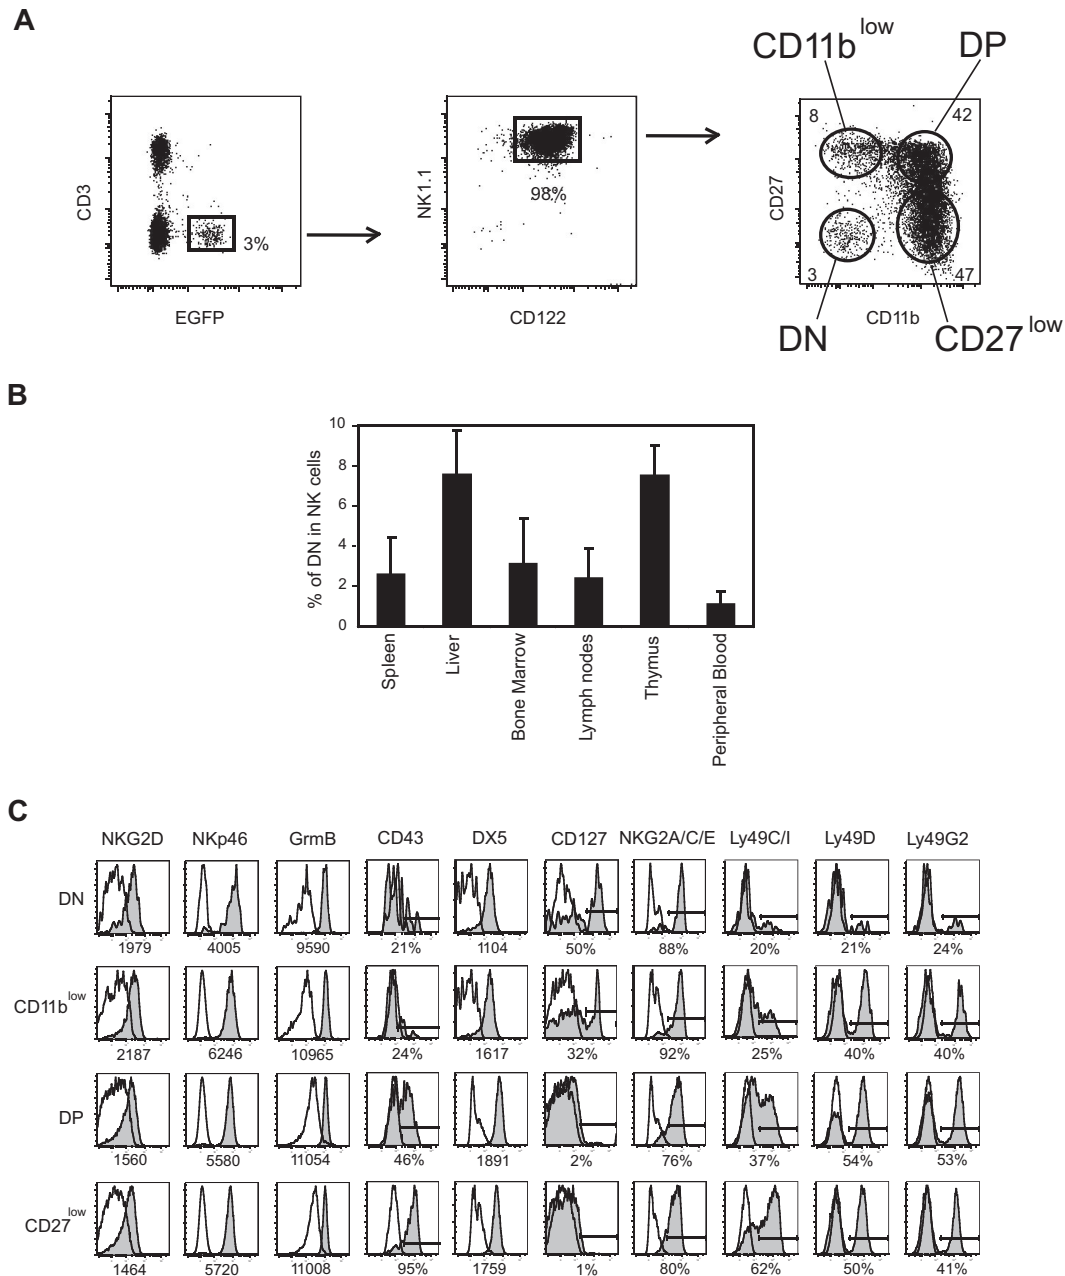 A
CD11b low DP
8 42
CD3
NK1.1
CD27
98%
3%
3 47
EGFP
CD122
CD11b
DN
CD27 low
B
% of DN in NK cells
10
8
6
4
2
0
Spleen
Liver
Bone Marrow
Lymph nodes
Thymus
Peripheral Blood
C
NKG2D NKp46 GrmB CD43 DX5 CD127 NKG2A/C/E Ly49C/I Ly49D Ly49G2
DN
1979 4005 9590 21% 1104 50% 88% 20% 21% 24%
CD11b low
2187 6246 10965 24% 1617 32% 92% 25% 40% 40%
DP
1560 5580 11054 46% 1891 2% 76% 37% 54% 53%
CD27 low
1464 5720 11008 95% 1759 1% 80% 62% 50% 41%